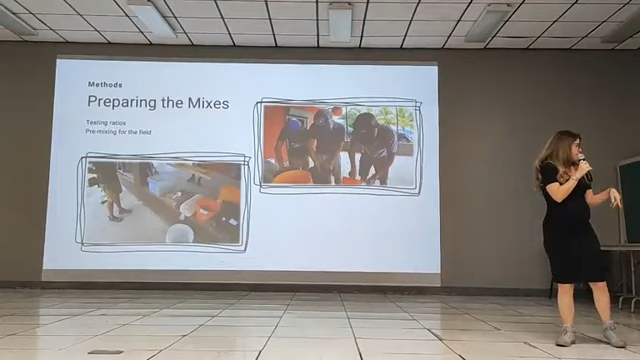 Methods
Preparing the Mixes
Testing ratios
Pre-mixing for the field